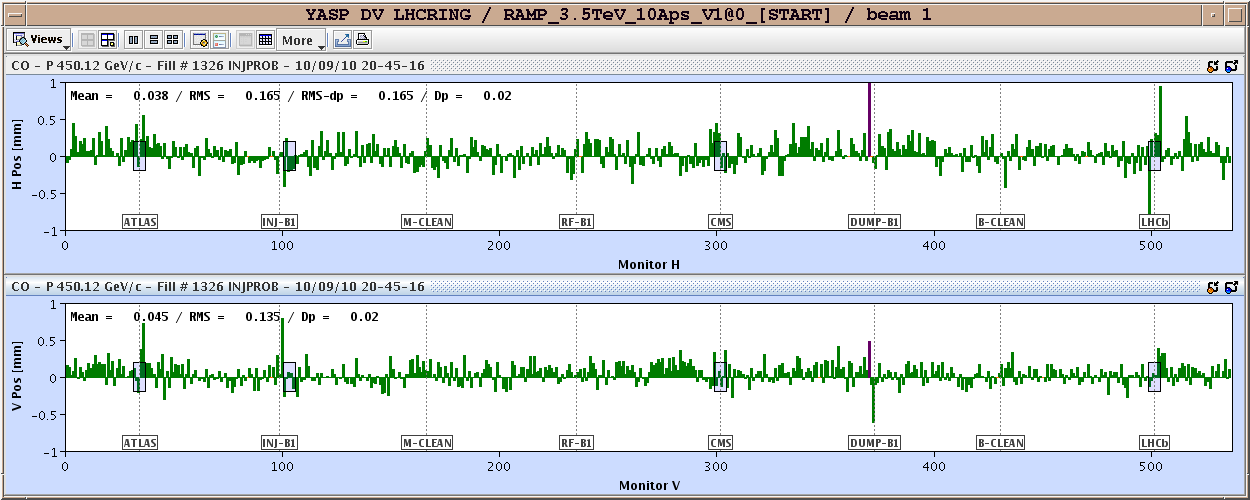 YASP DV LHCRING / RAMP_3.5TeV_10Aps_V1@0_[START] / beam 1
Views More
CO - P 450.12 GeV/c - Fill # 1326 INJPROB - 10/09/10 20-45-16
Mean = 0.038 / RMS = 0.165 / RMS-dp = 0.165 / Dp = 0.02
H Pos [mm]
1
0.5
0
-0.5
-1
ATLAS INJ-B1 M-CLEAN RF-B1 CMS DUMP-B1 B-CLEAN LHCb
0 100 200 300 400 500
Monitor H
CO - P 450.12 GeV/c - Fill # 1326 INJPROB - 10/09/10 20-45-16
Mean = 0.045 / RMS = 0.135 / Dp = 0.02
V Pos [mm]
1
0.5
0
-0.5
-1
ATLAS INJ-B1 M-CLEAN RF-B1 CMS DUMP-B1 B-CLEAN LHCb
0 100 200 300 400 500
Monitor V